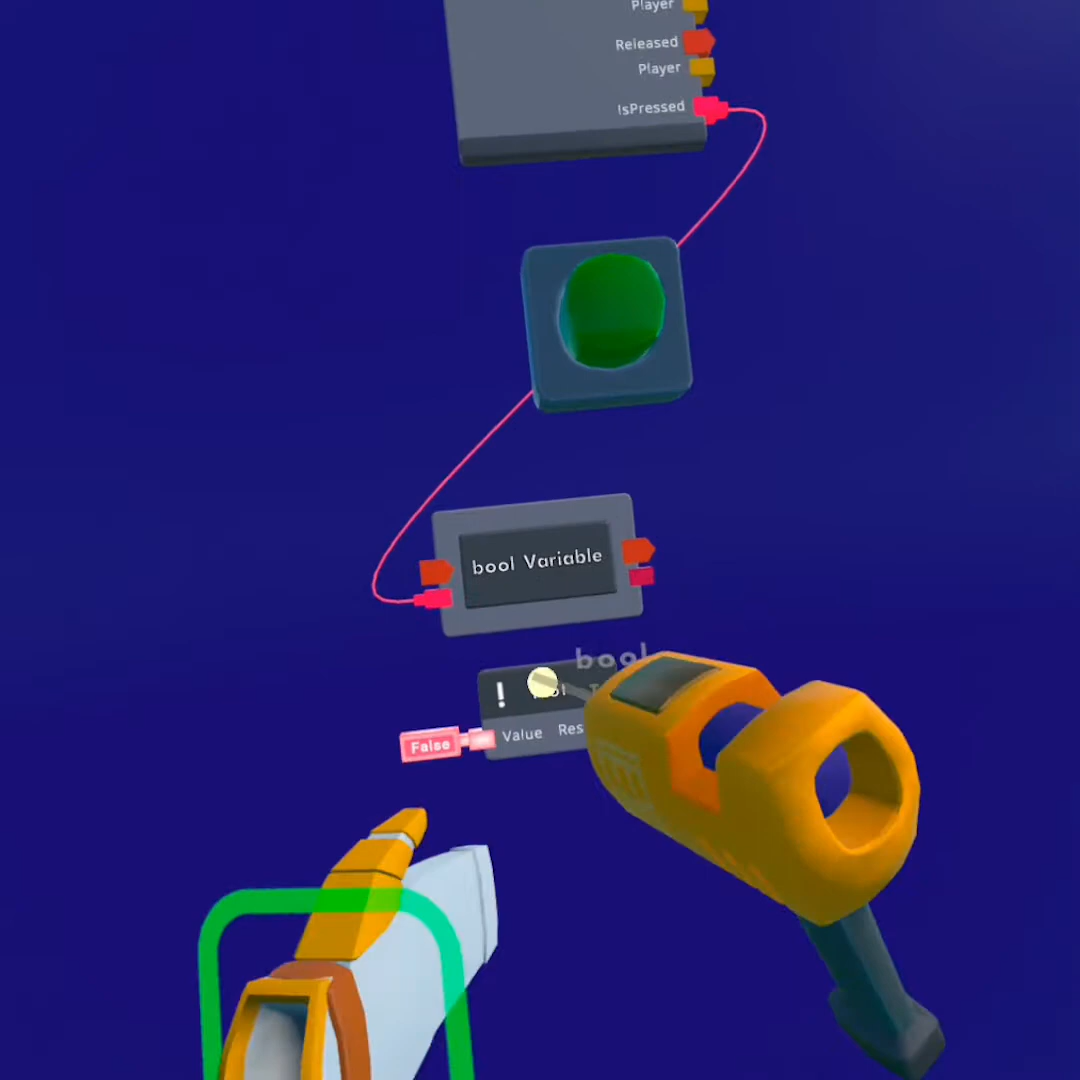 Player
Released
Player
IsPressed
bool Variable
bool
!
Value Res
False